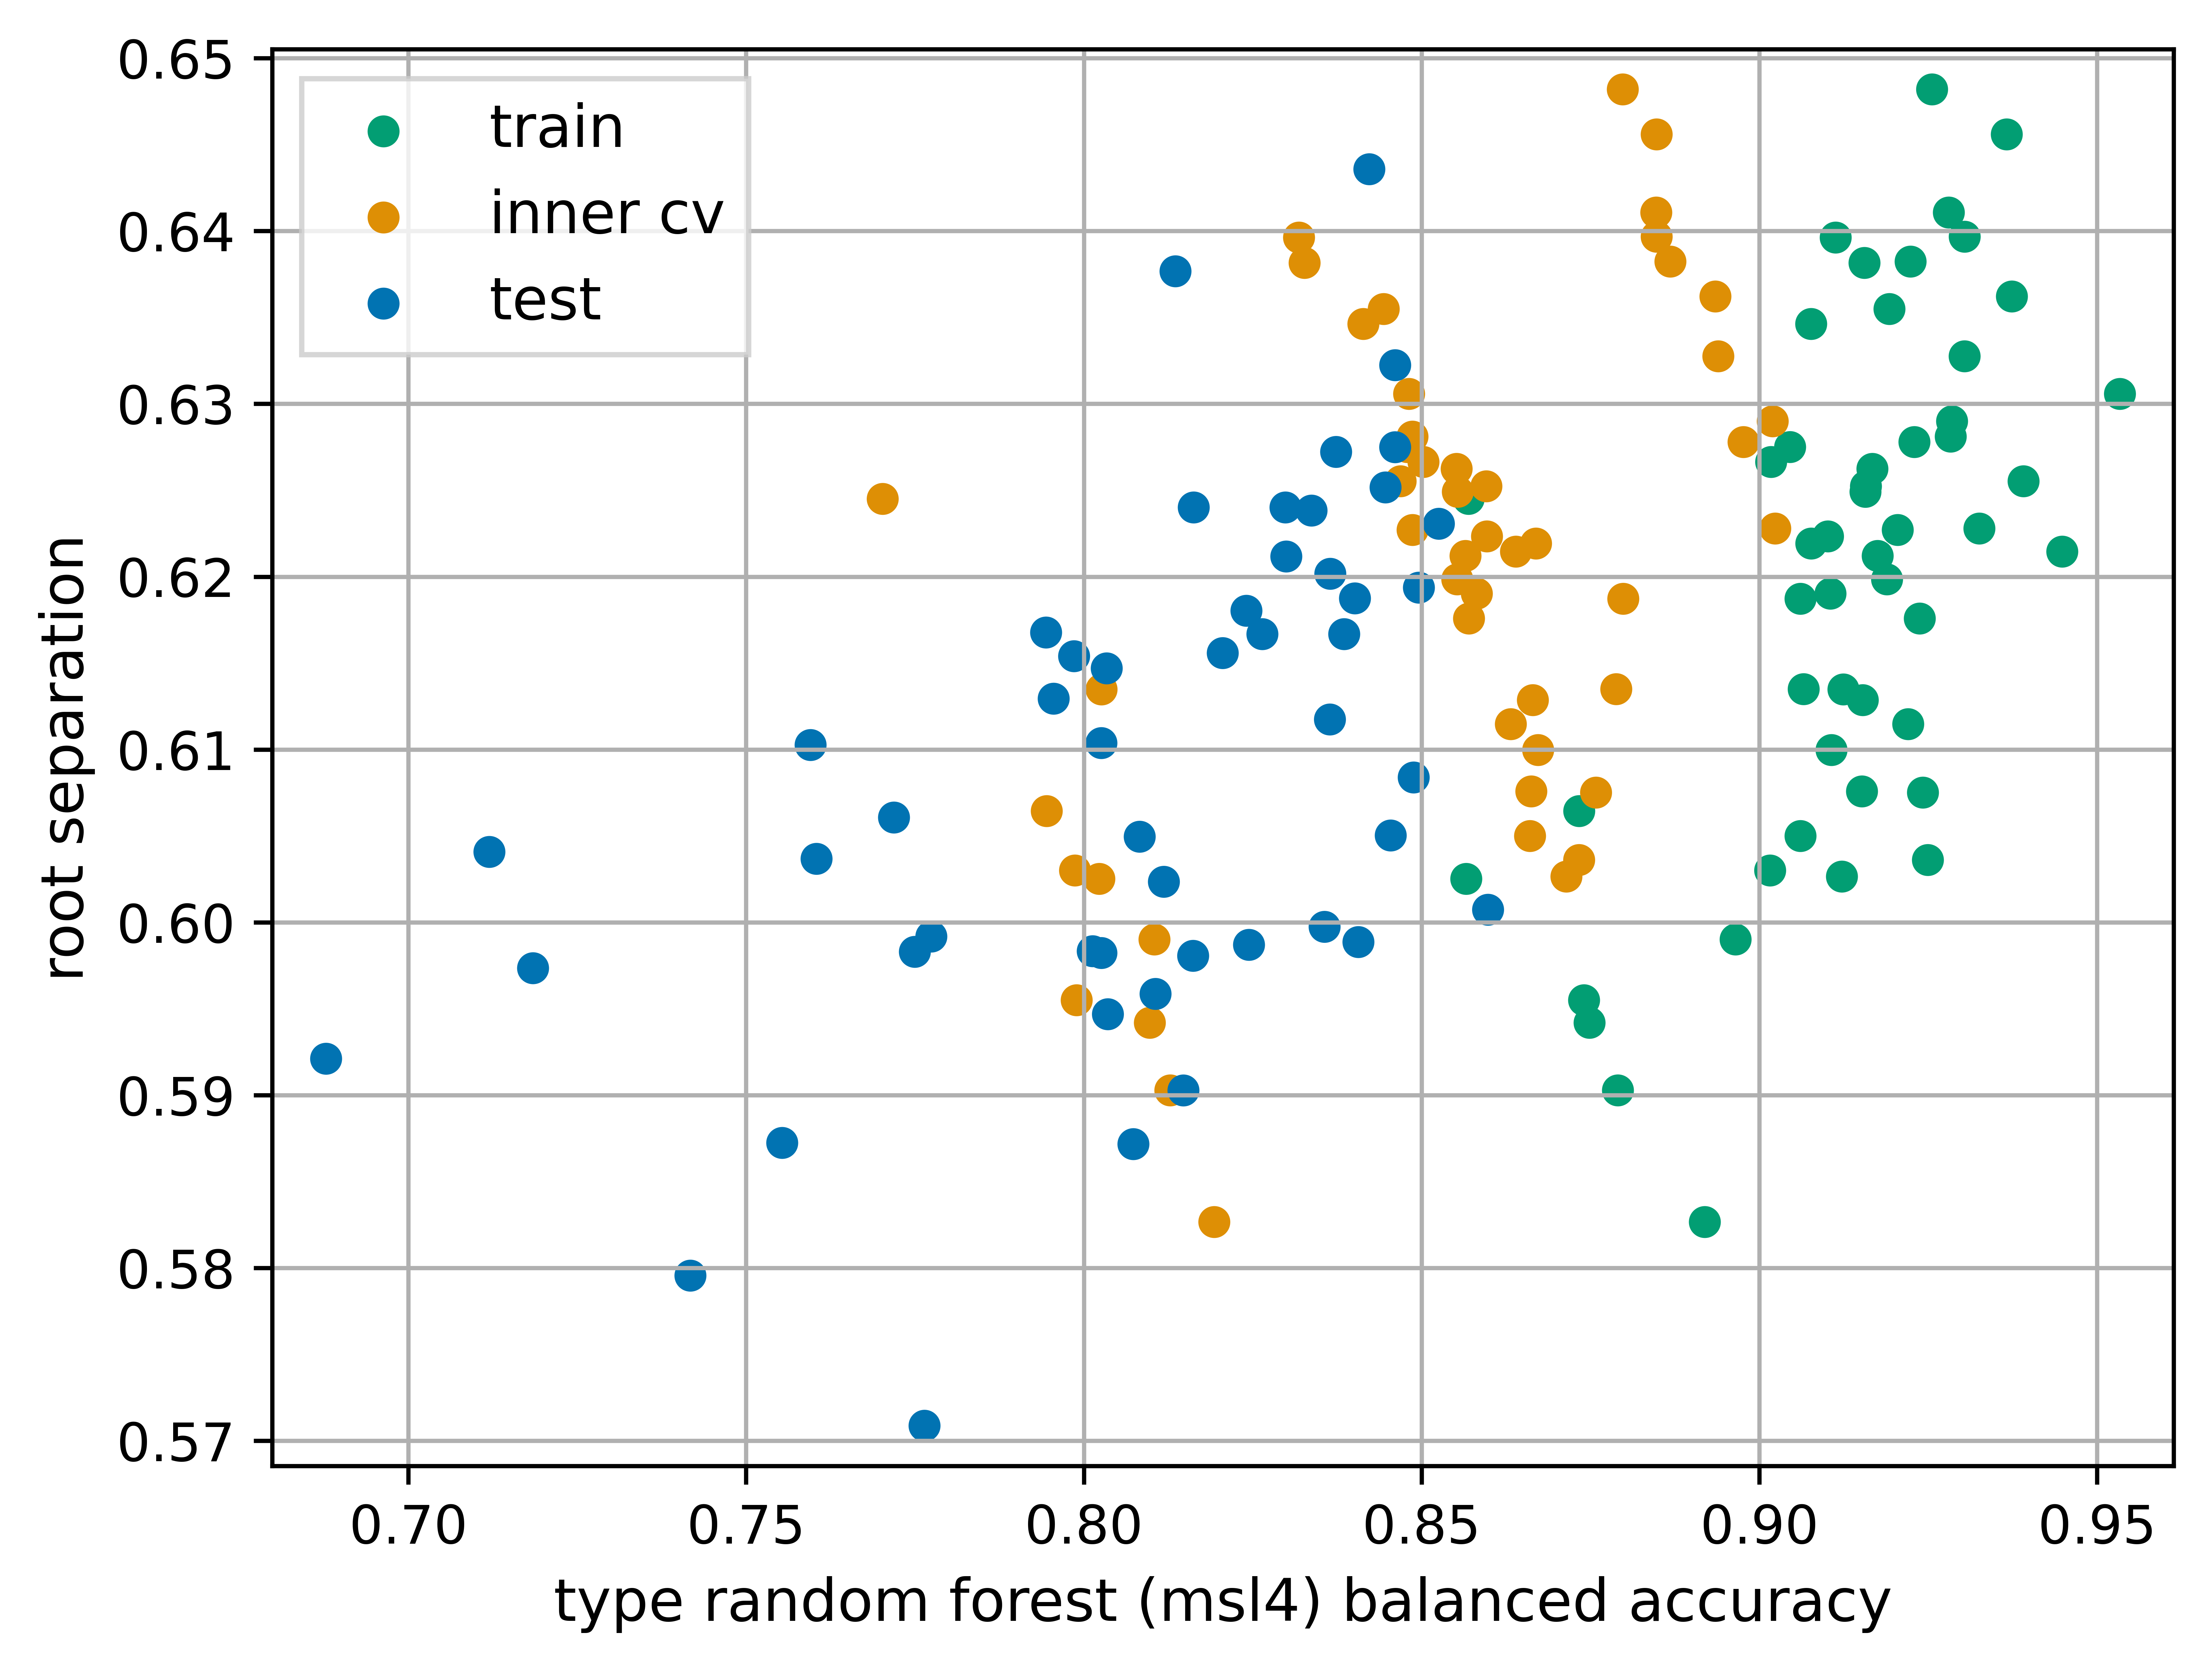 train
inner cv
test
0.65
0.64
0.63
0.62
0.61
0.60
0.59
0.58
0.57
root separation
0.70 0.75 0.80 0.85 0.90 0.95
type random forest (msl4) balanced accuracy